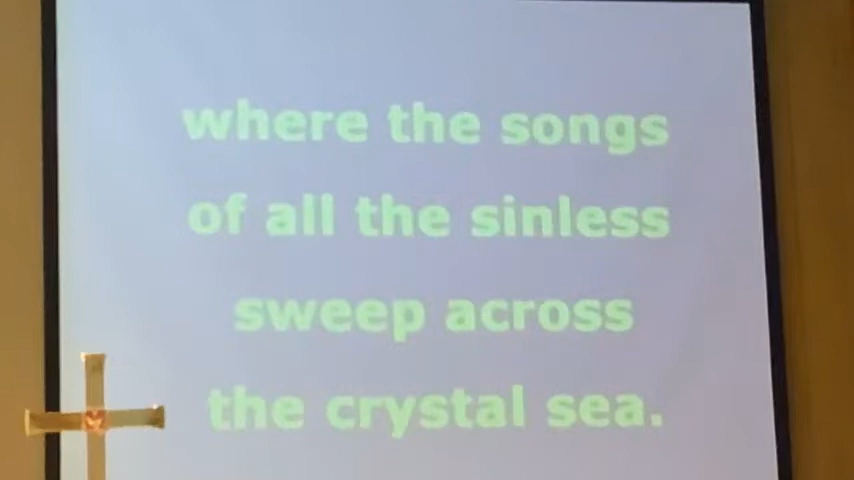 where the songs
of all the sinless
sweep across
the crystal sea.